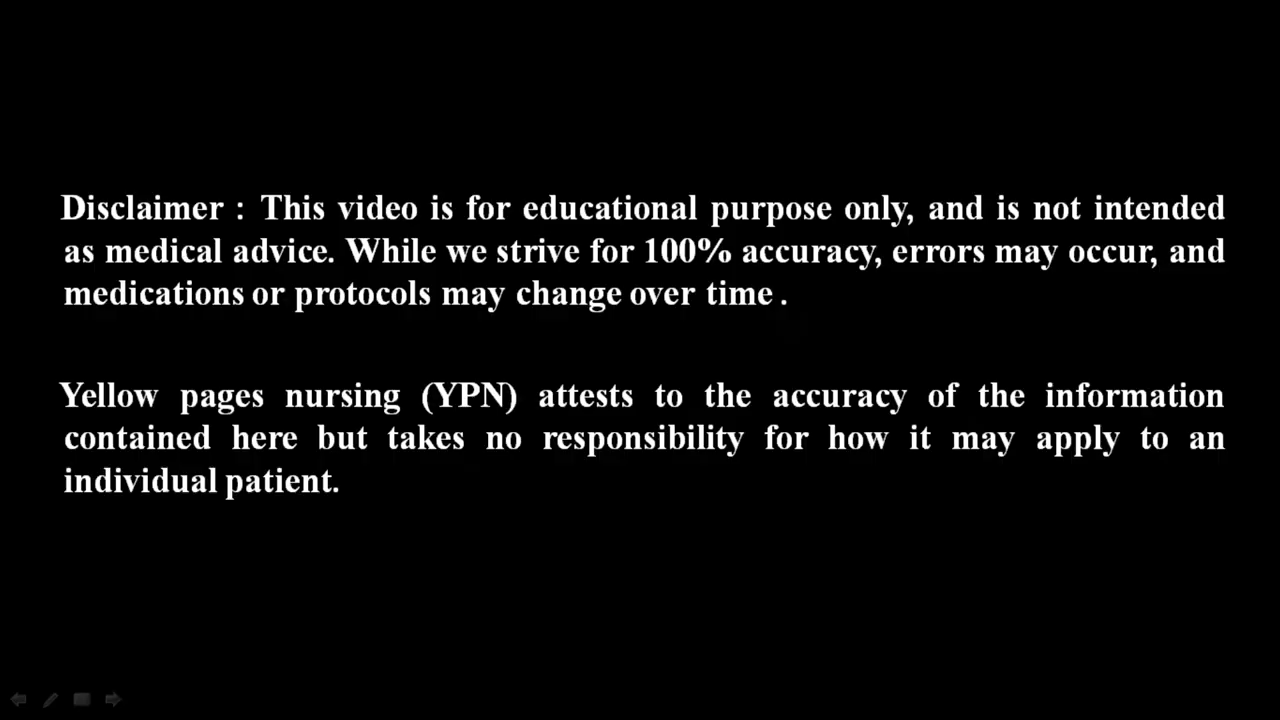 Disclaimer : This video is for educational purpose only, and is not intended
as medical advice. While we strive for 100% accuracy, errors may occur, and
medications or protocols may change over time .
Yellow pages nursing (YPN) attests to the accuracy of the information
contained here but takes no responsibility for how it may apply to an
individual patient.